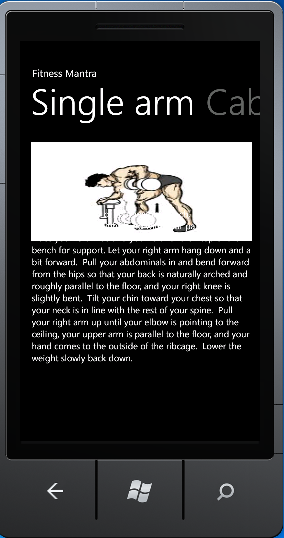 Fitness Mantra
Single arm Cab
bench for support. Let your right arm hang down and a
bit forward.  Pull your abdominals in and bend forward
from the hips so that your back is naturally arched and
roughly parallel to the floor, and your right knee is
slightly bent.  Tilt your chin toward your chest so that
your neck is in line with the rest of your spine.  Pull
your right arm up until your elbow is pointing to the
ceiling, your upper arm is parallel to the floor, and your
hand comes to the outside of the ribcage.  Lower the
weight slowly back down.